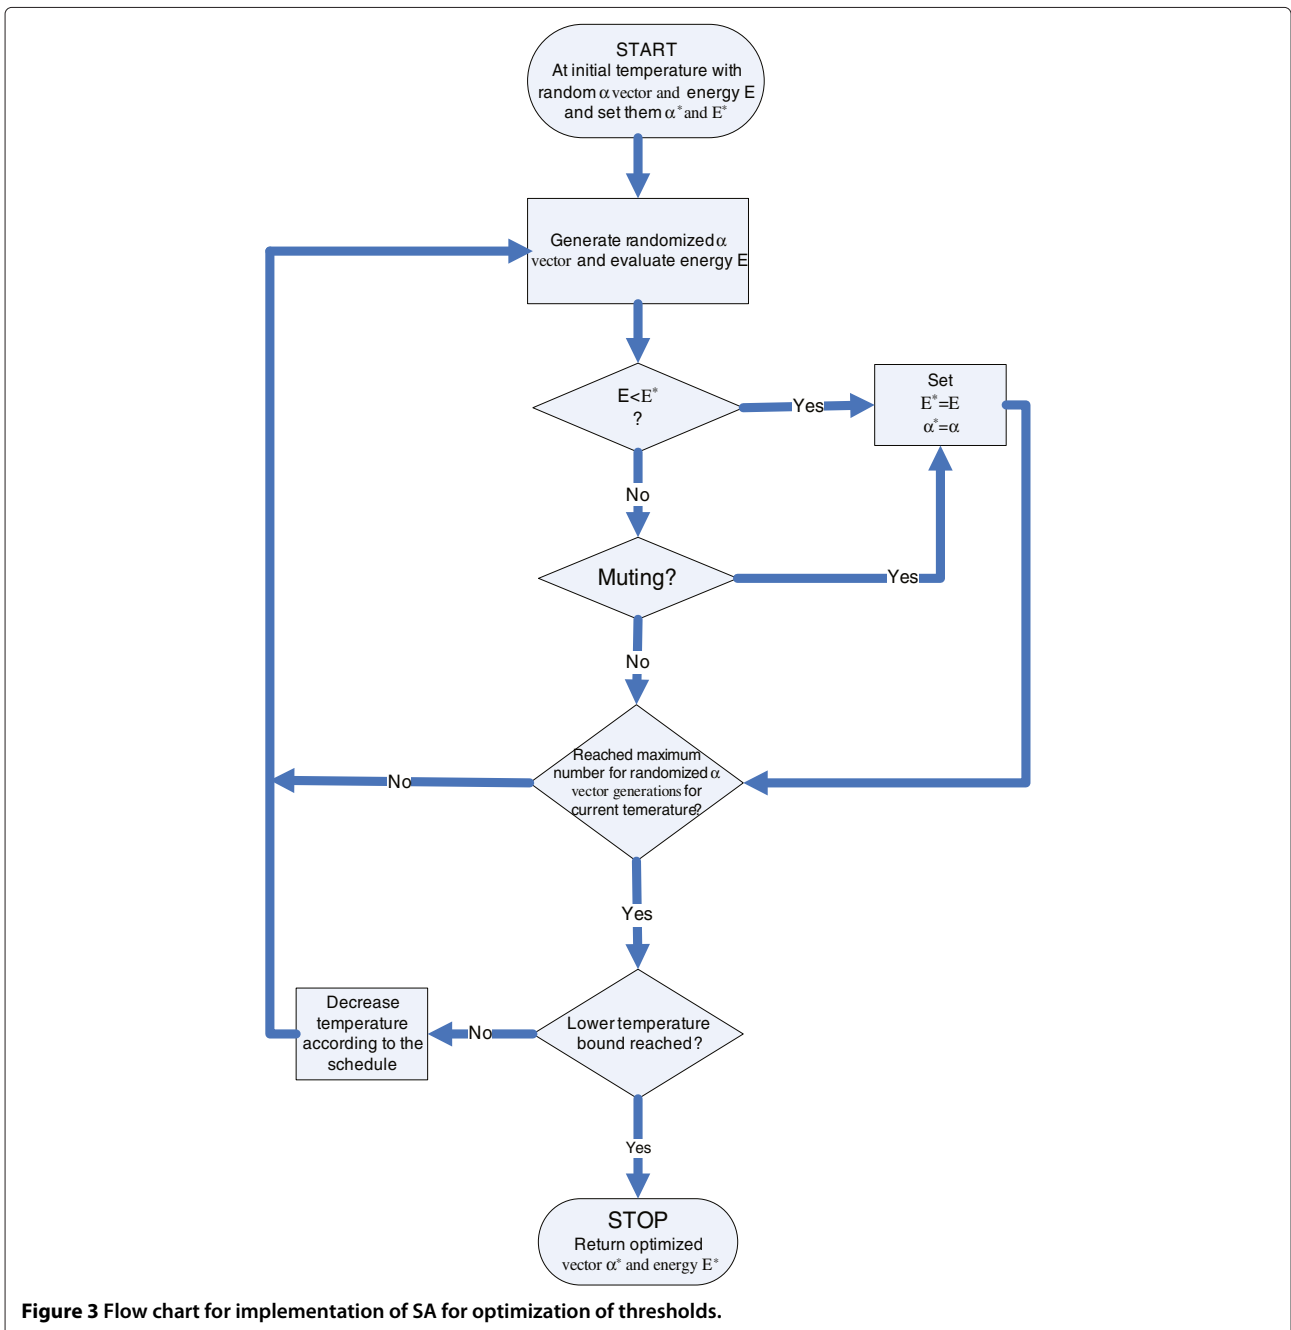 START
At initial temperature with
random α vector and energy E
and set them α* and E*
Generate randomized α
vector and evaluate energy E
E<E*
?
Yes
Set
E*=E
α*=α
No
Muting?
Yes
No
Reached maximum
number for randomized α
vector generations for
current temerature?
No
Yes
Lower temperature
bound reached?
No
Decrease
temperature
according to the
schedule
Yes
STOP
Return optimized
vector α* and energy E*
Figure 3 Flow chart for implementation of SA for optimization of thresholds.